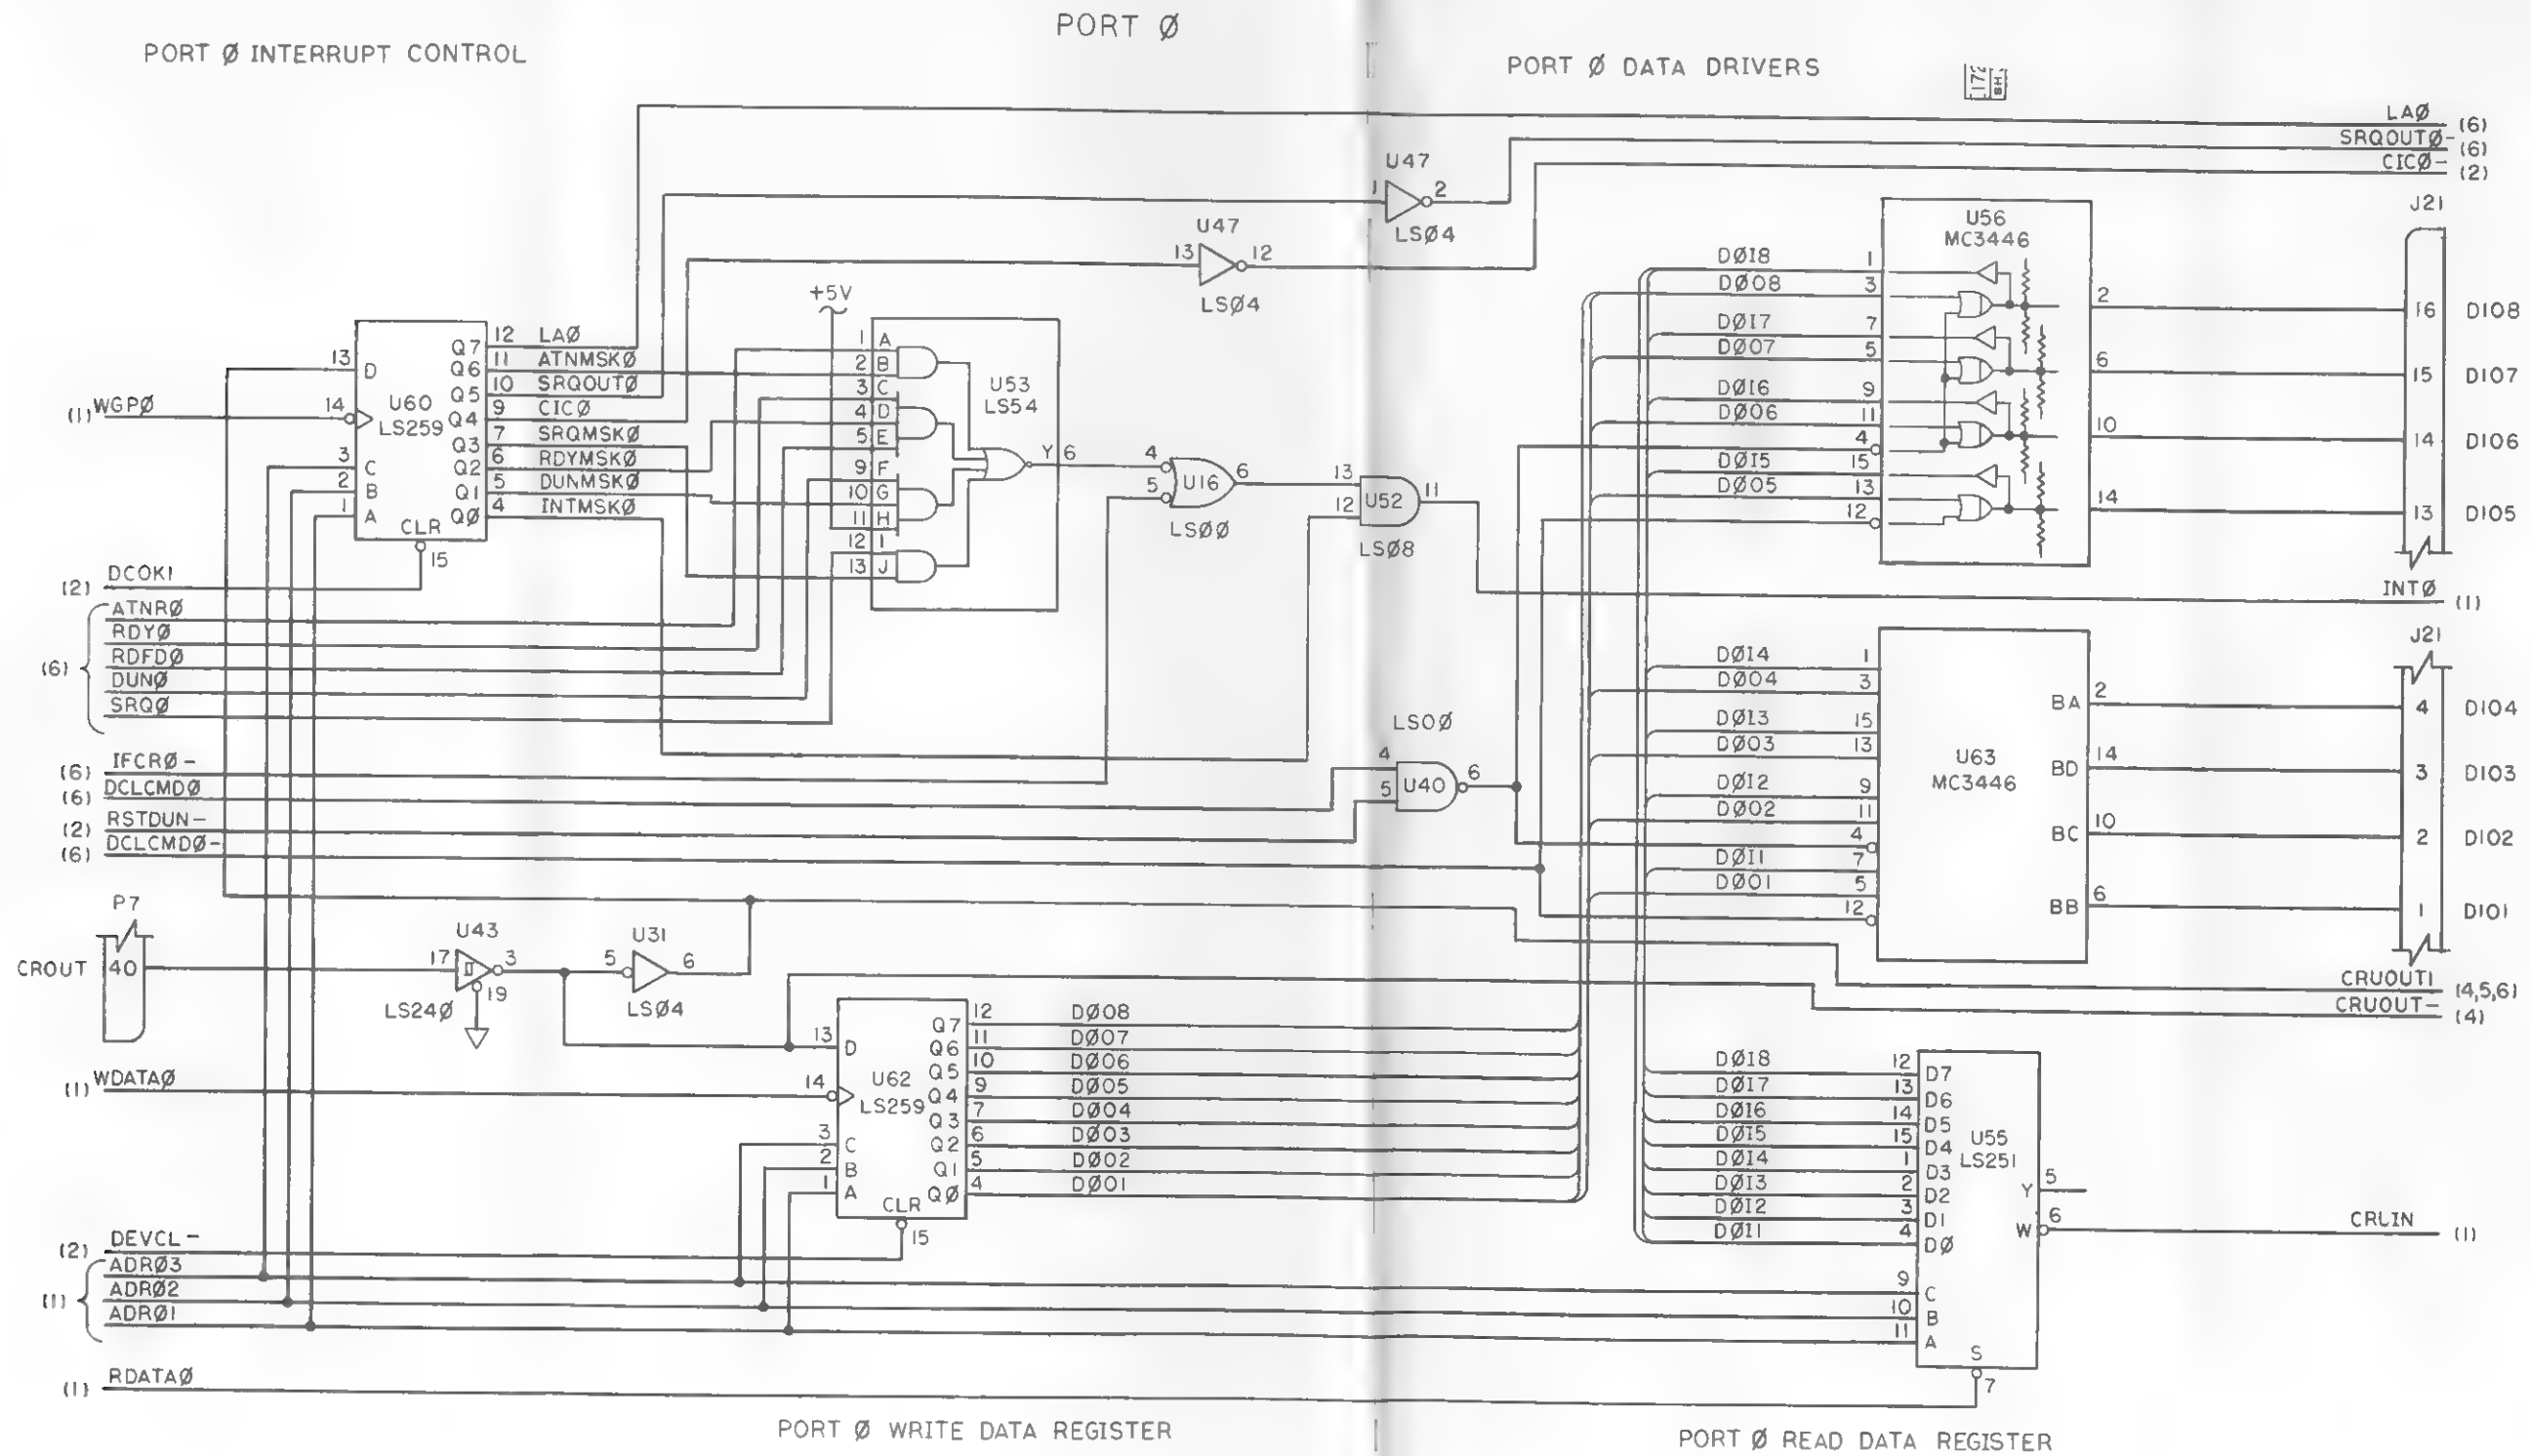 PORT Ø
PORT Ø INTERRUPT CONTROL
PORT Ø DATA DRIVERS
SH
LAØ (6)
SRQOUTØ- (6)
CICØ- (2)
U47
1 2
LSØ4
U47
13 12
LSØ4
+5V
13 D
(1) WGPØ 14
U60
LS259
3 C
2 B
1 A
CLR
15
Q7 12 LAØ
Q6 11 ATNMSKØ
Q5 10 SRQOUTØ
Q4 9 CICØ
Q3 7 SRQMSKØ
Q2 6 RDYMSKØ
Q1 5 DUNMSKØ
QØ 4 INTMSKØ
1 A
2 B
3 C
4 D
5 E
9 F
10 G
11 H
12 I
13 J
U53
LS54
Y 6
4
5
U16
6
LSØØ
13
12
U52
11
LSØ8
(2) DCOK1
(6)
ATNRØ
RDYØ
RDFDØ
DUNØ
SRQØ
(6) IFCRØ-
(6) DCLCMDØ
(2) RSTDUN-
(6) DCLCMDØ-
LSOØ
4
5
U40
6
U56
MC3446
DØI8 1
DØO8 3
DØI7 7
DØO7 5
DØI6 9
DØO6 11
4
DØI5 15
DØO5 13
12
2
6
10
14
J21
16 DIO8
15 DIO7
14 DIO6
13 DIO5
INTØ (1)
DØI4 1
DØO4 3
DØI3 15
DØO3 13
DØI2 9
DØO2 11
4
DØI1 7
DØO1 5
12
U63
MC3446
BA 2
BD 14
BC 10
BB 6
J21
4 DIO4
3 DIO3
2 DIO2
1 DIO1
P7
CROUT 40
U43
17 3
19
LS24Ø
U31
5 6
LSØ4
CRUOUT1 (4,5,6)
CRUOUT- (4)
13 D
(1) WDATAØ 14
U62
LS259
3 C
2 B
1 A
CLR
15
Q7 12 DØO8
Q6 11 DØO7
Q5 10 DØO6
Q4 9 DØO5
Q3 7 DØO4
Q2 6 DØO3
Q1 5 DØO2
QØ 4 DØO1
DØI8 12 D7
DØI7 13 D6
DØI6 14 D5
DØI5 15 D4
DØI4 1 D3
DØI3 2 D2
DØI2 3 D1
DØI1 4 DØ
U55
LS251
Y 5
W 6
CRLIN (1)
9 C
10 B
11 A
S
7
(2) DEVCL-
(1)
ADRØ3
ADRØ2
ADRØ1
(1) RDATAØ
PORT Ø WRITE DATA REGISTER
PORT Ø READ DATA REGISTER